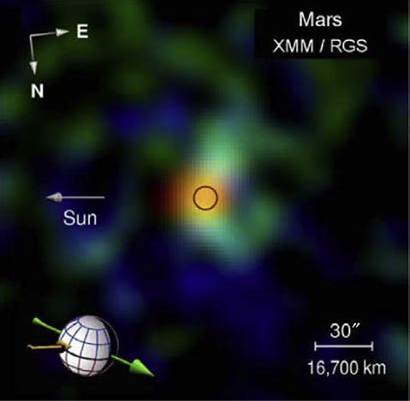 Mars
XMM / RGS
E
N
Sun
30″
16,700 km